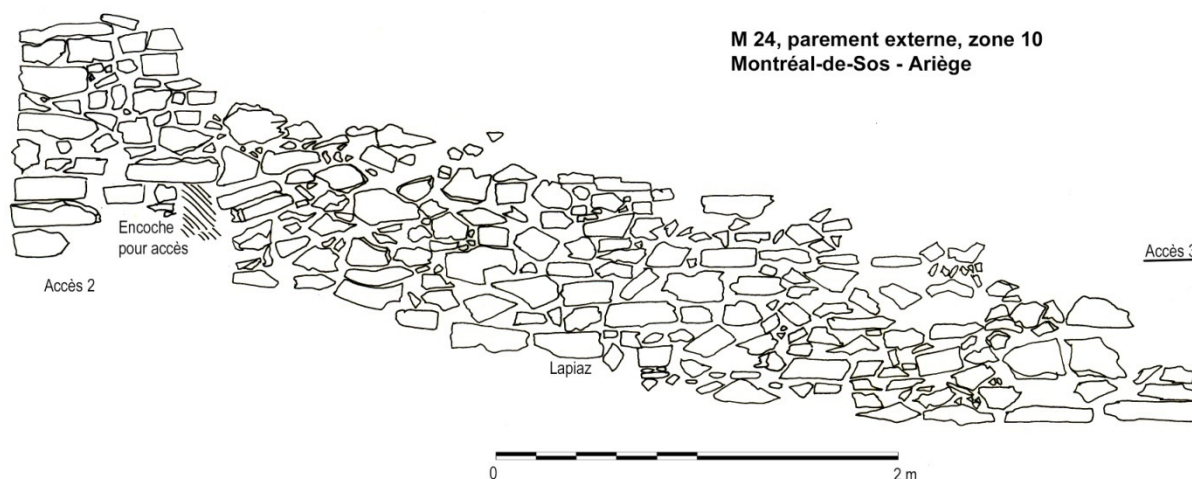 M 24, parement externe, zone 10
Montréal-de-Sos - Ariège
Encoche
pour accès
Accès 3
Accès 2
Lapiaz
0
2 m